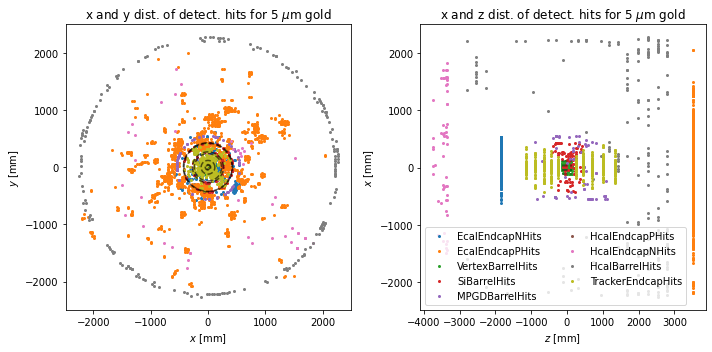 x and y dist. of detect. hits for 5 μm gold
2000
1000
0
−1000
−2000
y [mm]
−2000 −1000 0 1000 2000
x [mm]
x and z dist. of detect. hits for 5 μm gold
2000
1000
0
−1000
−2000
x [mm]
EcalEndcapNHits
EcalEndcapPHits
VertexBarrelHits
SiBarrelHits
MPGDBarrelHits
HcalEndcapPHits
HcalEndcapNHits
HcalBarrelHits
TrackerEndcapHits
−4000 −3000 −2000 −1000 0 1000 2000 3000
z [mm]